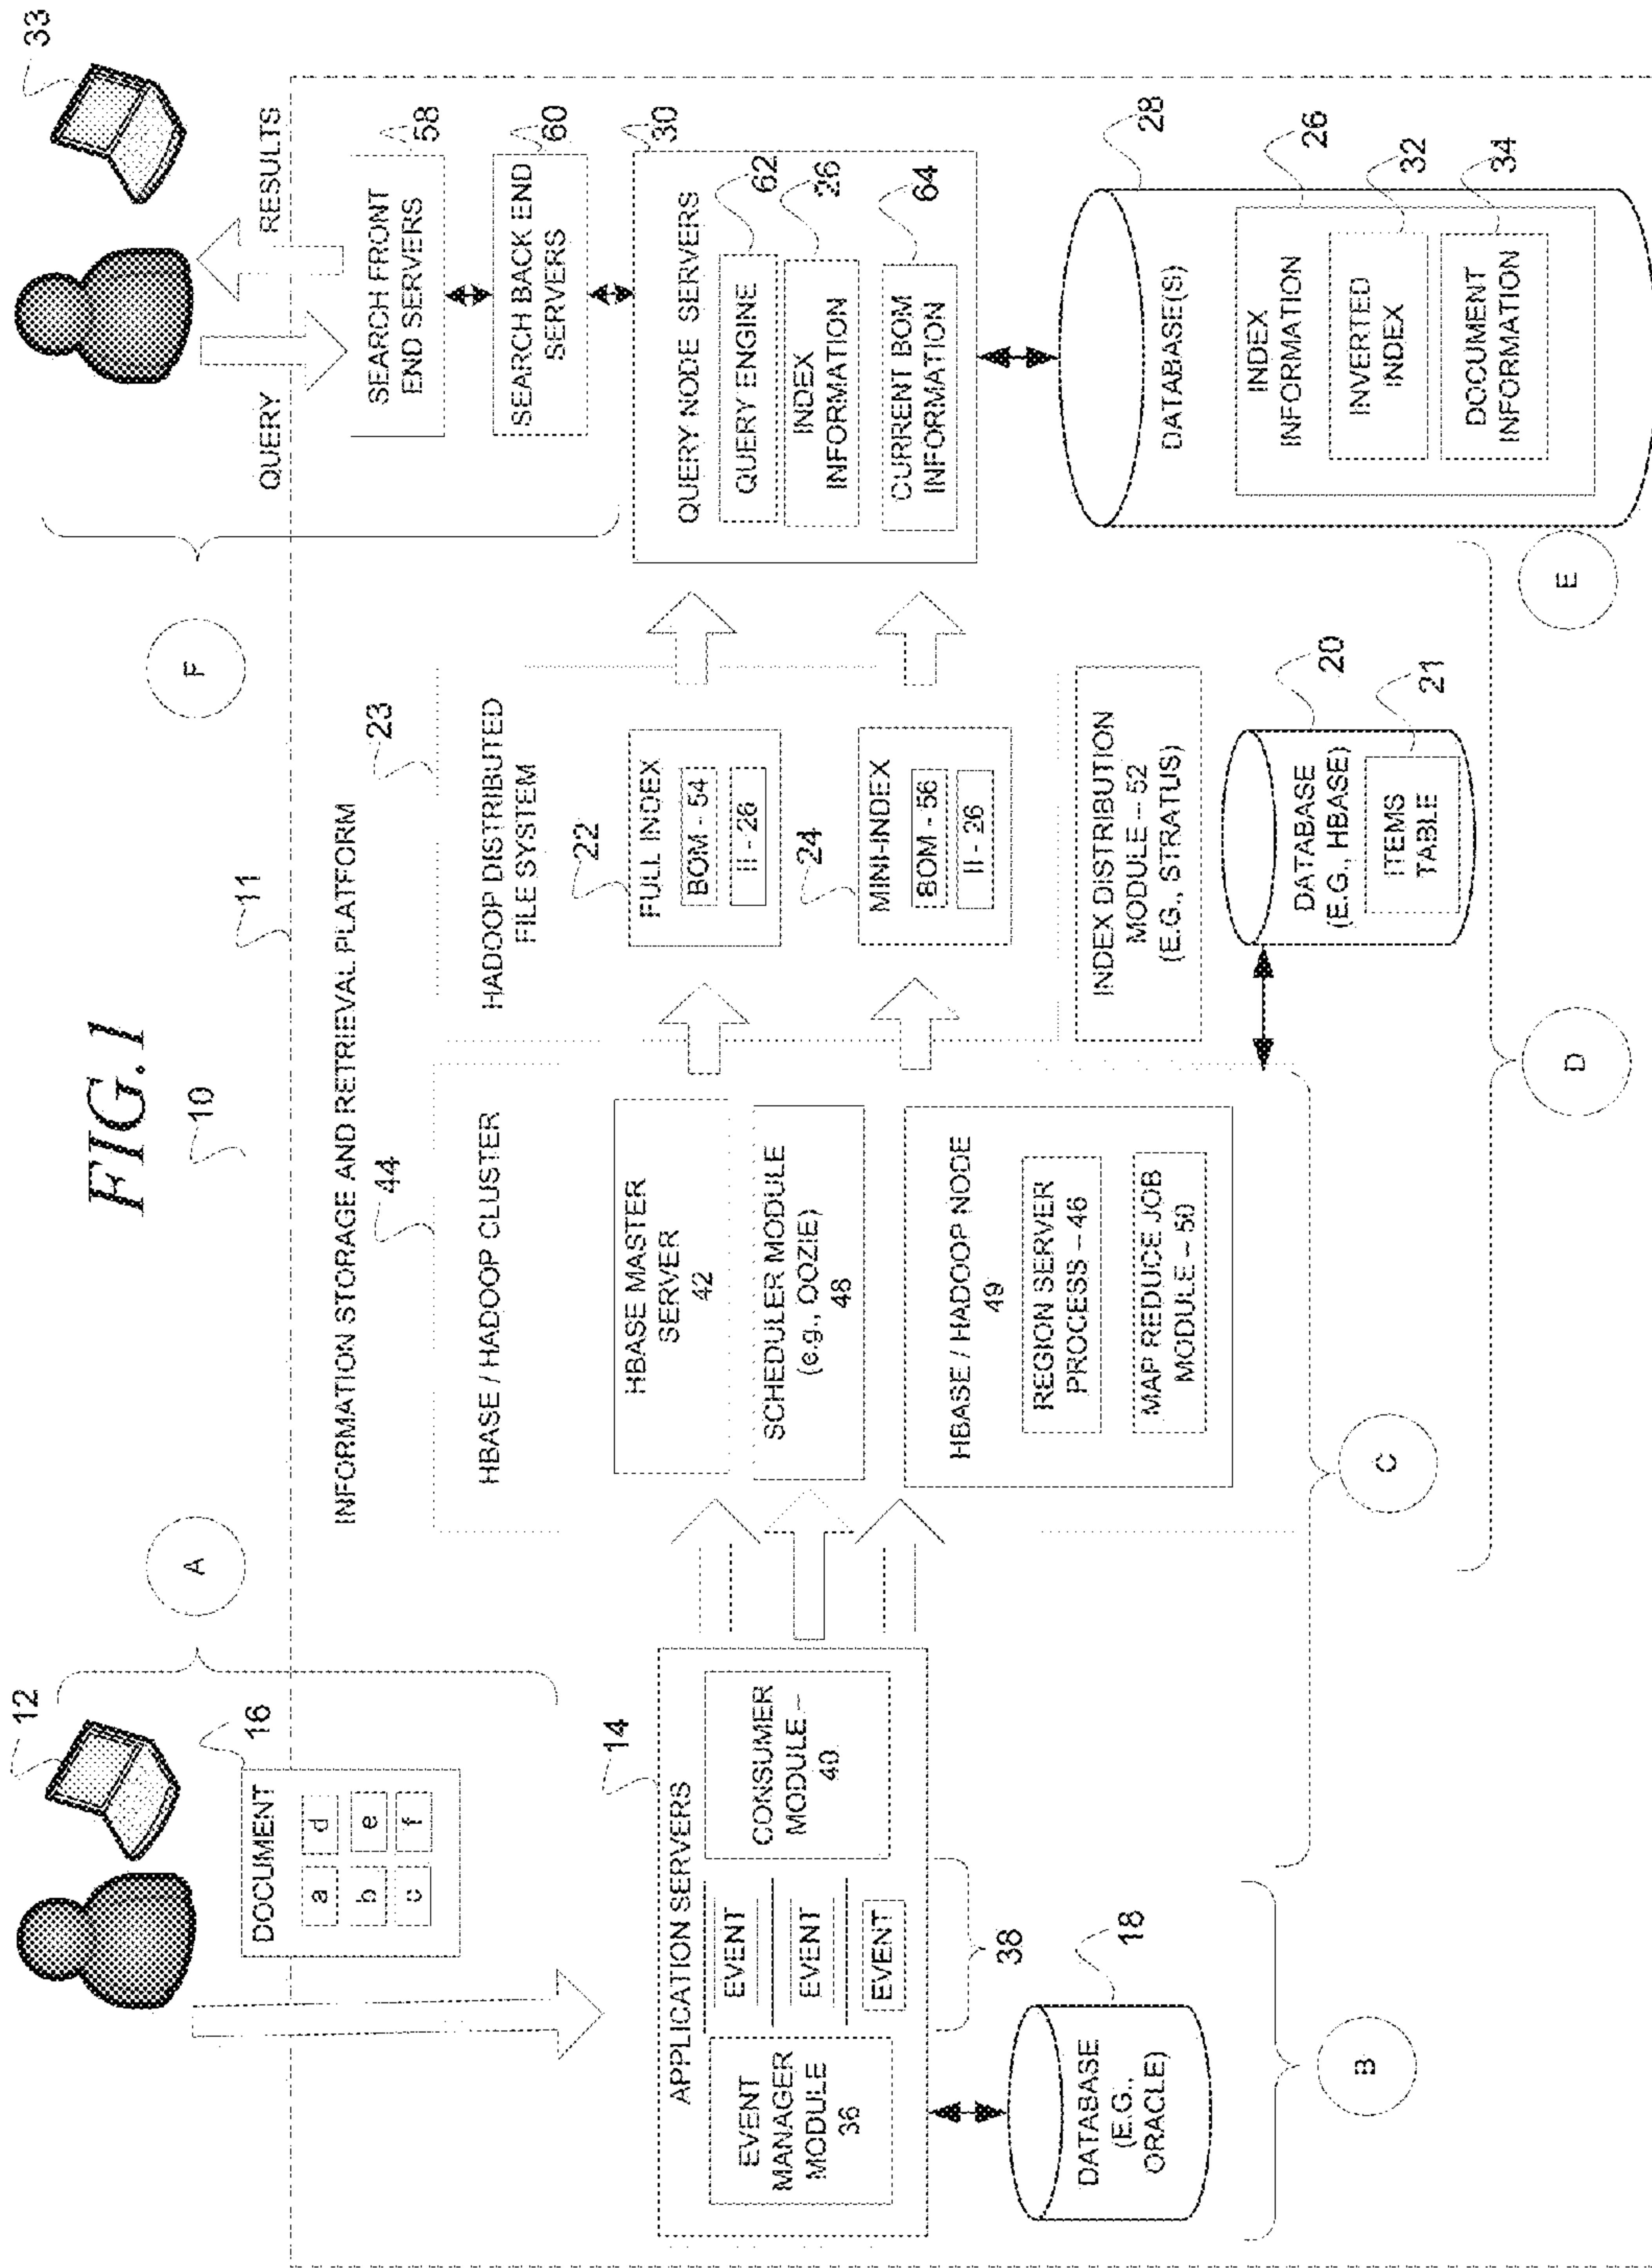 FIG. 1
10
11
12
16
DOCUMENT
a d
b e
c f
A
F
33
QUERY
RESULTS
INFORMATION STORAGE AND RETRIEVAL PLATFORM
14
APPLICATION SERVERS
EVENT
MANAGER
MODULE
36
EVENT
EVENT
EVENT
38
CONSUMER
MODULE –
40
18
DATABASE
(E.G.,
ORACLE)
B
44
HBASE / HADOOP CLUSTER
HBASE MASTER
SERVER
42
SCHEDULER MODULE
(e.g., OOZIE)
48
HBASE / HADOOP NODE
49
REGION SERVER
PROCESS – 46
MAP REDUCE JOB
MODULE – 50
C
23
HADOOP DISTRIBUTED
FILE SYSTEM
22
FULL INDEX
BOM - 54
II - 26
24
MINI-INDEX
BOM - 56
II - 26
INDEX DISTRIBUTION
MODULE – 52
(E.G., STRATUS)
20
DATABASE
(E.G., HBASE)
21
ITEMS
TABLE
D
SEARCH FRONT
END SERVERS
58
SEARCH BACK END
SERVERS
60
30
QUERY NODE SERVERS
QUERY ENGINE
62
INDEX
INFORMATION
26
CURRENT BOM
INFORMATION
64
28
DATABASE(S)
INDEX
INFORMATION
26
INVERTED
INDEX
32
DOCUMENT
INFORMATION
34
E